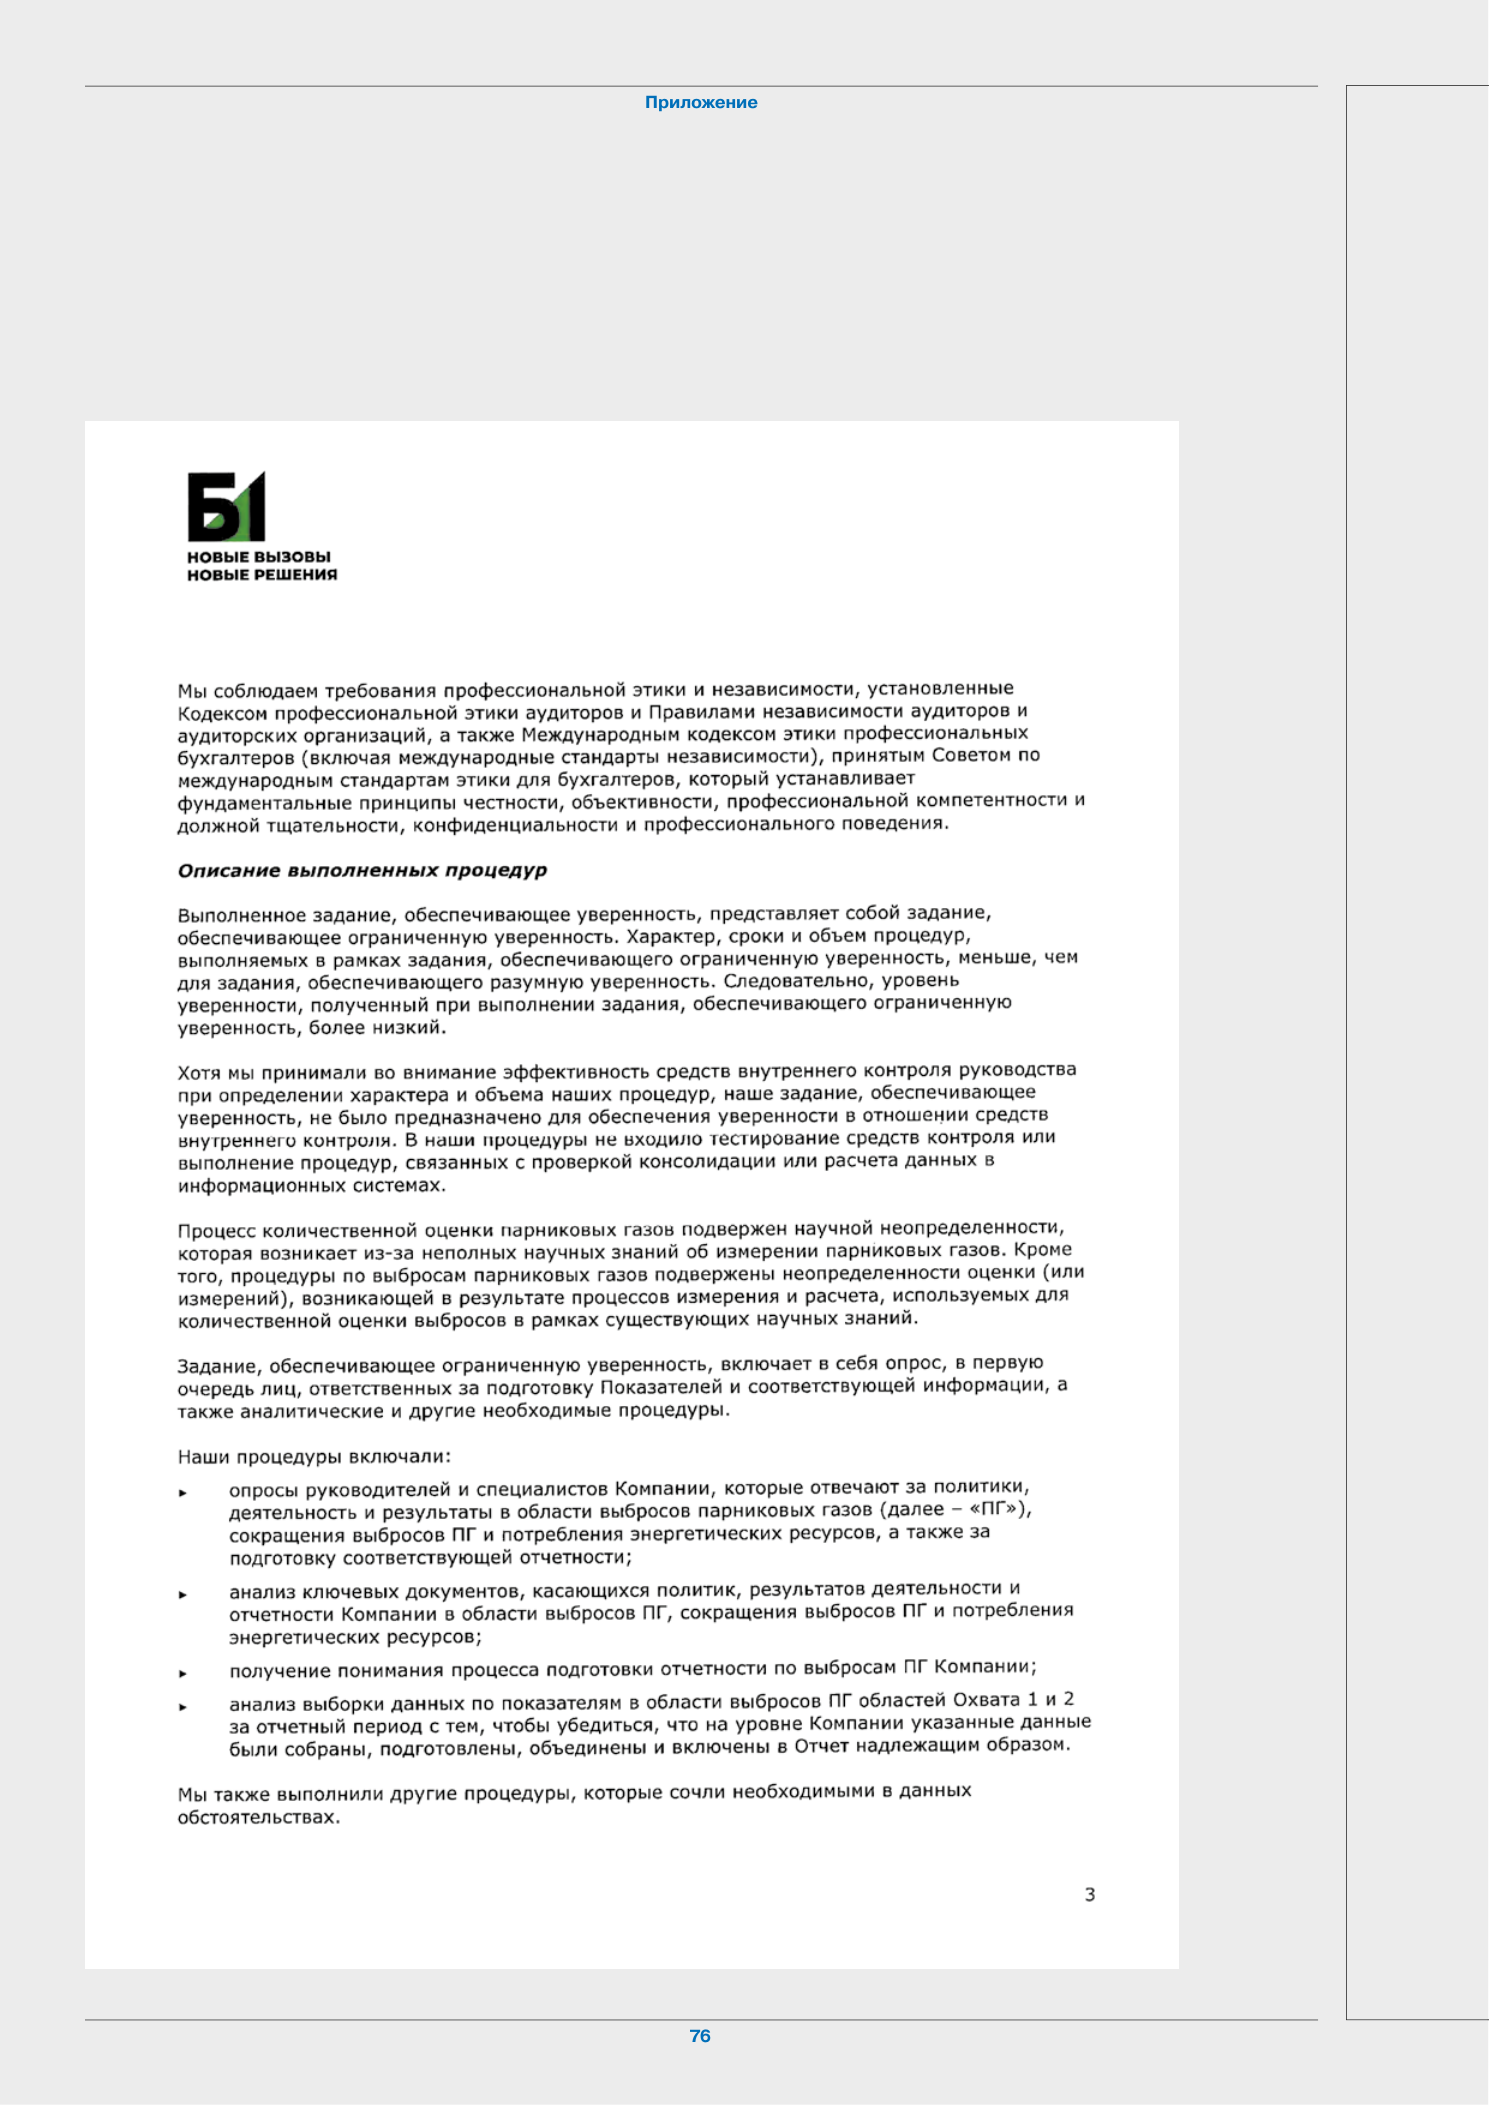 Приложение
Б1
НОВЫЕ ВЫЗОВЫ
НОВЫЕ РЕШЕНИЯ
Мы соблюдаем требования профессиональной этики и независимости, установленные
Кодексом профессиональной этики аудиторов и Правилами независимости аудиторов и
аудиторских организаций, а также Международным кодексом этики профессиональных
бухгалтеров (включая международные стандарты независимости), принятым Советом по
международным стандартам этики для бухгалтеров, который устанавливает
фундаментальные принципы честности, объективности, профессиональной компетентности и
должной тщательности, конфиденциальности и профессионального поведения.
Описание выполненных процедур
Выполненное задание, обеспечивающее уверенность, представляет собой задание,
обеспечивающее ограниченную уверенность. Характер, сроки и объем процедур,
выполняемых в рамках задания, обеспечивающего ограниченную уверенность, меньше, чем
для задания, обеспечивающего разумную уверенность. Следовательно, уровень
уверенности, полученный при выполнении задания, обеспечивающего ограниченную
уверенность, более низкий.
Хотя мы принимали во внимание эффективность средств внутреннего контроля руководства
при определении характера и объема наших процедур, наше задание, обеспечивающее
уверенность, не было предназначено для обеспечения уверенности в отношении средств
внутреннего контроля. В наши процедуры не входило тестирование средств контроля или
выполнение процедур, связанных с проверкой консолидации или расчета данных в
информационных системах.
Процесс количественной оценки парниковых газов подвержен научной неопределенности,
которая возникает из-за неполных научных знаний об измерении парниковых газов. Кроме
того, процедуры по выбросам парниковых газов подвержены неопределенности оценки (или
измерений), возникающей в результате процессов измерения и расчета, используемых для
количественной оценки выбросов в рамках существующих научных знаний.
Задание, обеспечивающее ограниченную уверенность, включает в себя опрос, в первую
очередь лиц, ответственных за подготовку Показателей и соответствующей информации, а
также аналитические и другие необходимые процедуры.
Наши процедуры включали:
► опросы руководителей и специалистов Компании, которые отвечают за политики,
деятельность и результаты в области выбросов парниковых газов (далее – «ПГ»),
сокращения выбросов ПГ и потребления энергетических ресурсов, а также за
подготовку соответствующей отчетности;
► анализ ключевых документов, касающихся политик, результатов деятельности и
отчетности Компании в области выбросов ПГ, сокращения выбросов ПГ и потребления
энергетических ресурсов;
► получение понимания процесса подготовки отчетности по выбросам ПГ Компании;
► анализ выборки данных по показателям в области выбросов ПГ областей Охвата 1 и 2
за отчетный период с тем, чтобы убедиться, что на уровне Компании указанные данные
были собраны, подготовлены, объединены и включены в Отчет надлежащим образом.
Мы также выполнили другие процедуры, которые сочли необходимыми в данных
обстоятельствах.
3
76